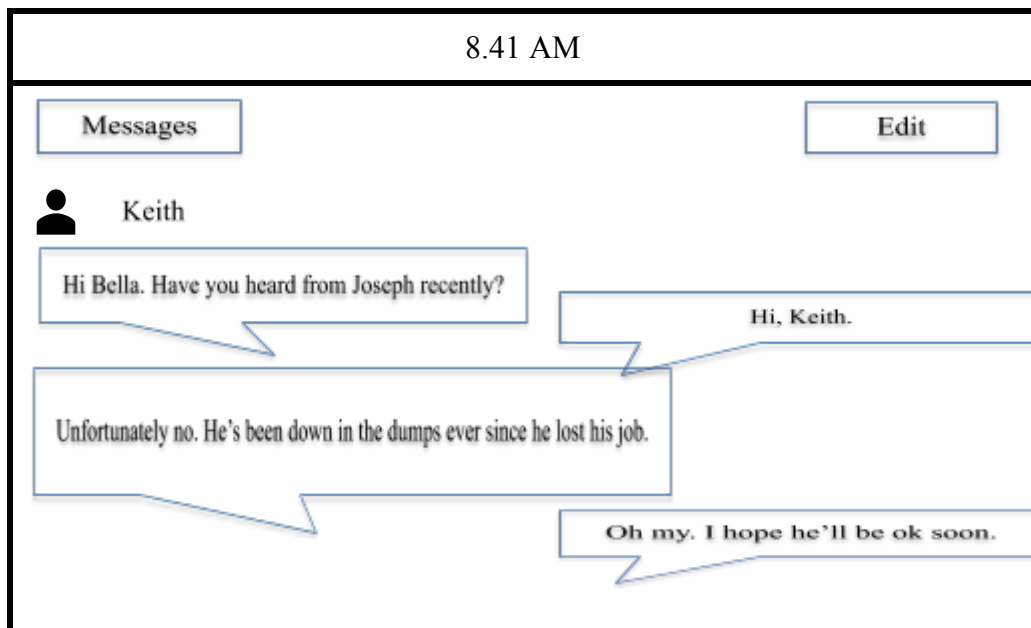 8.41 AM
Messages
Edit
Keith
Hi Bella. Have you heard from Joseph recently?
Hi, Keith.
Unfortunately no. He’s been down in the dumps ever since he lost his job.
Oh my. I hope he’ll be ok soon.